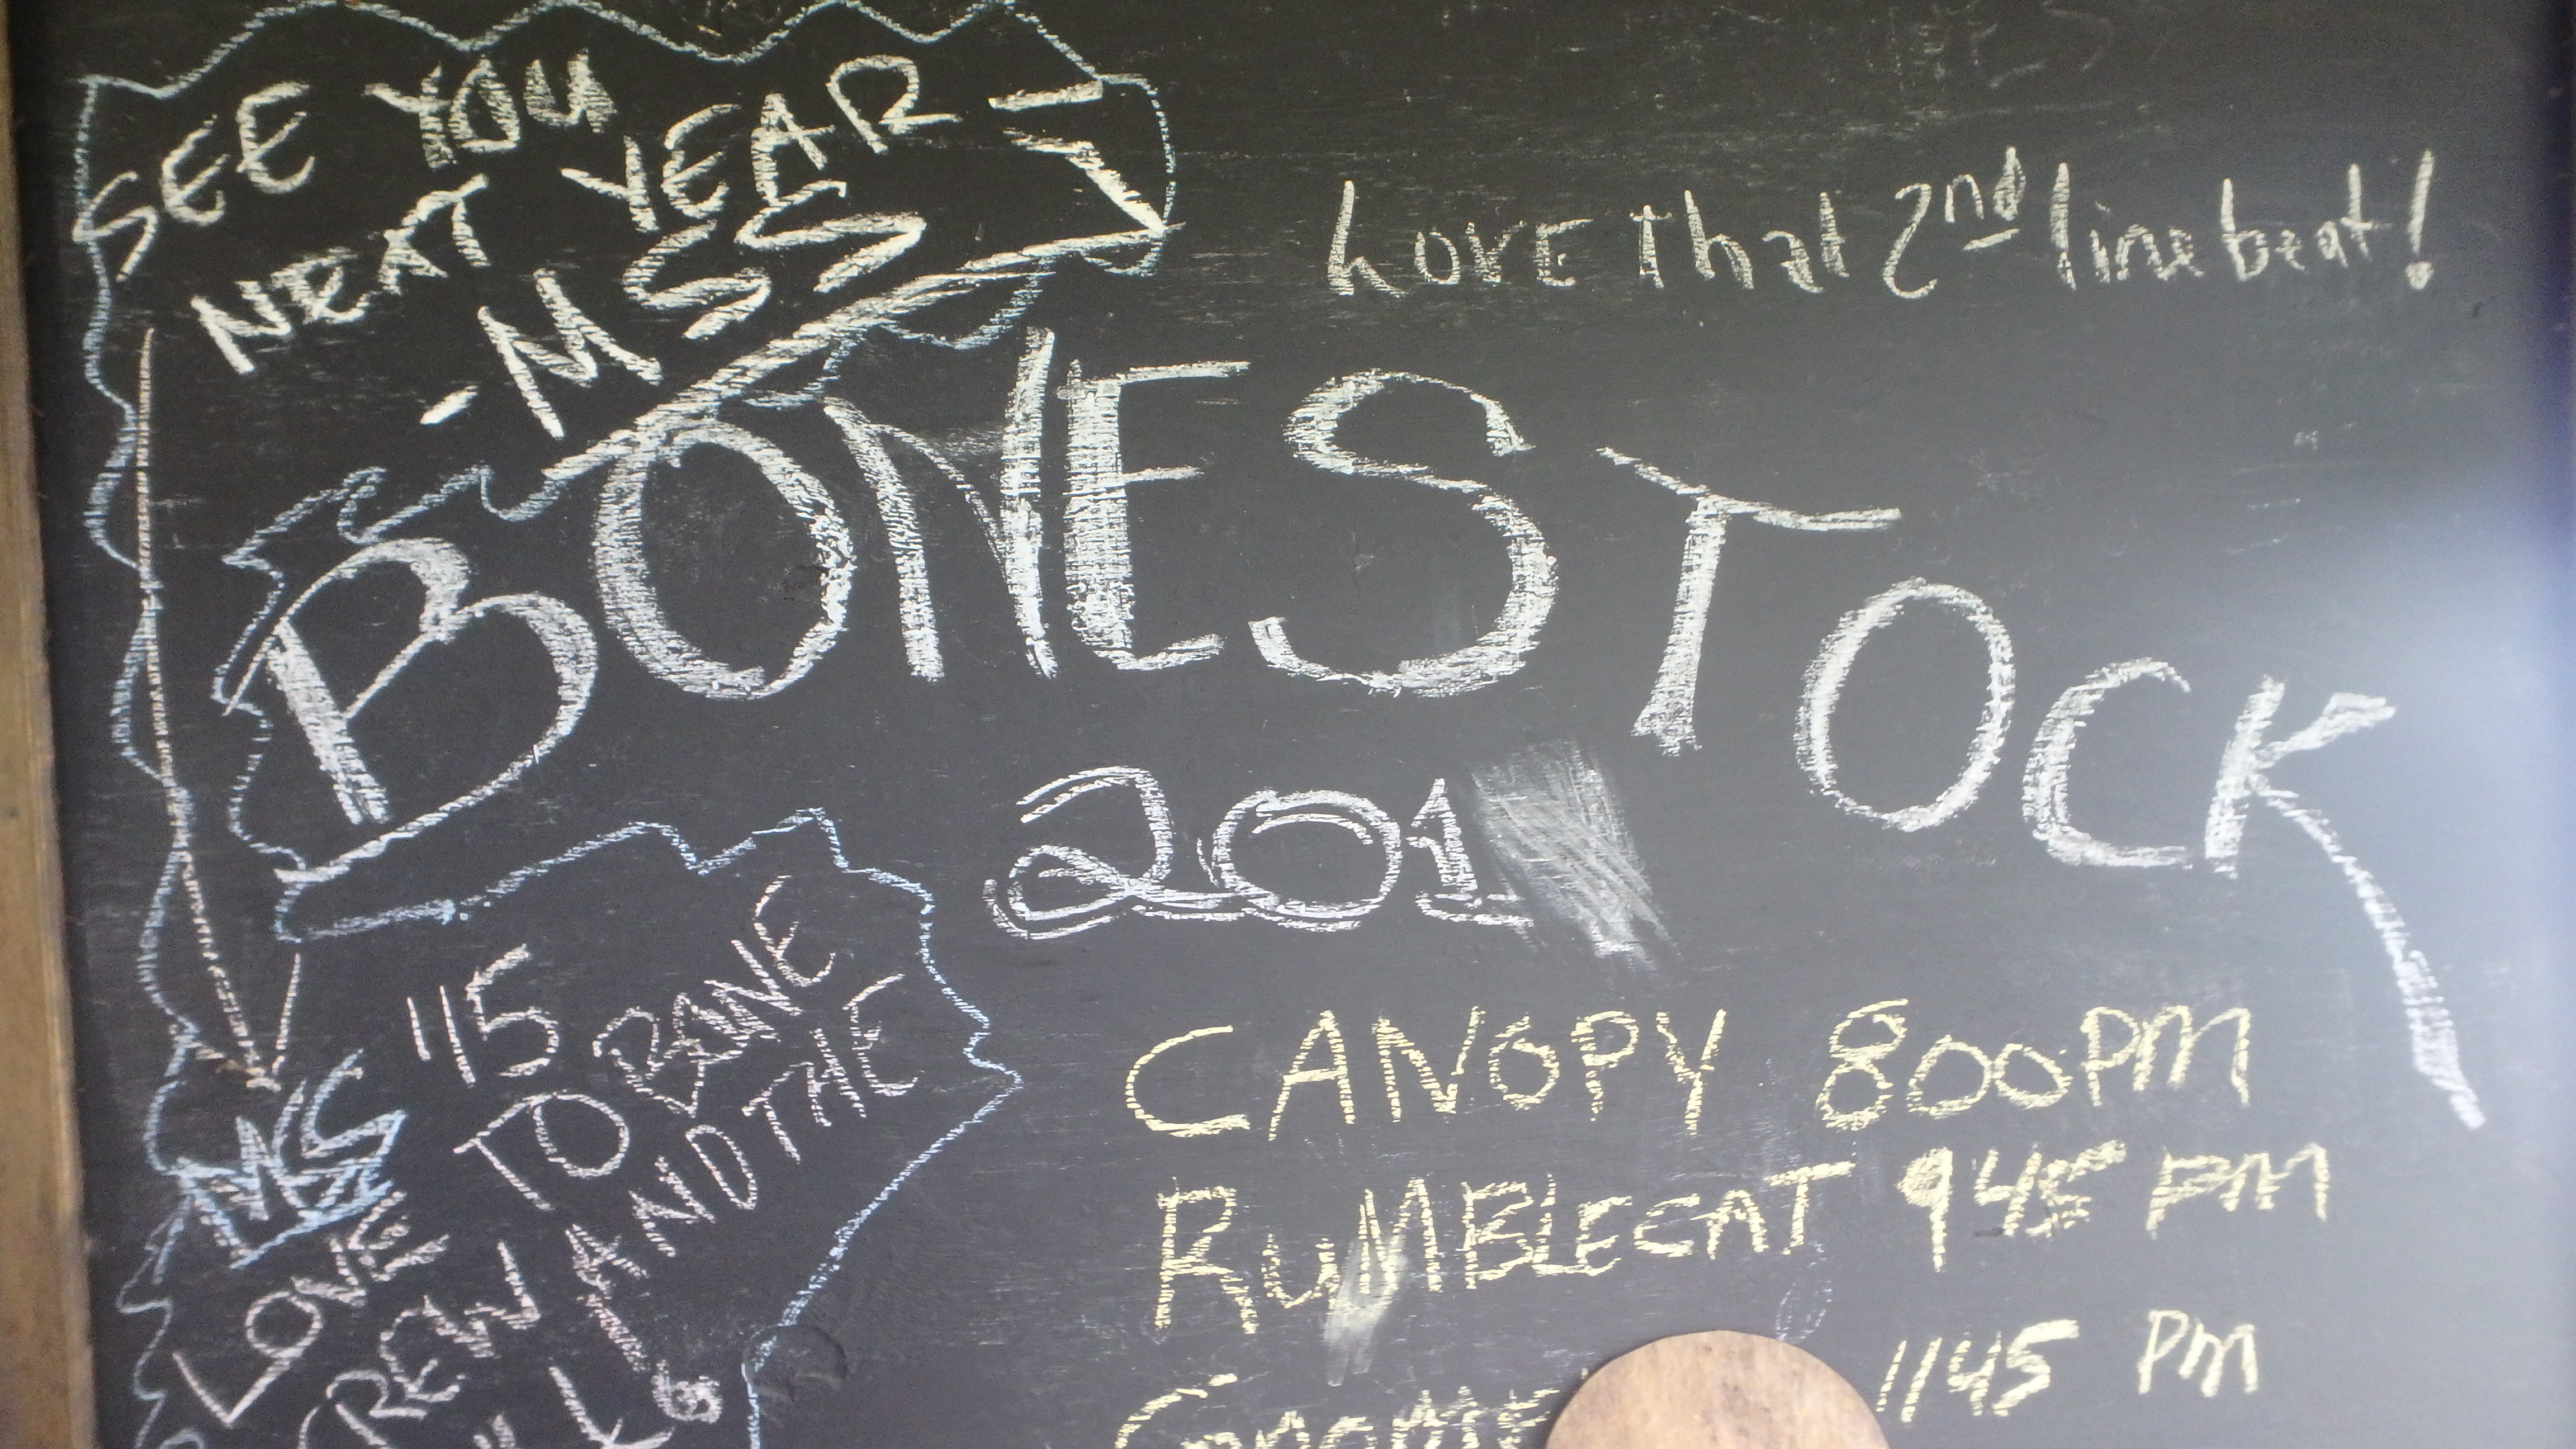 SEE YOU
NEXT YEAR -
- MSS
Love that 2nd line beat!
BONESTOCK
201
CANOPY 800PM
RUMBLECAT 945 PM
1145 PM
115
TO BONE
LOVE
CREW AND THE